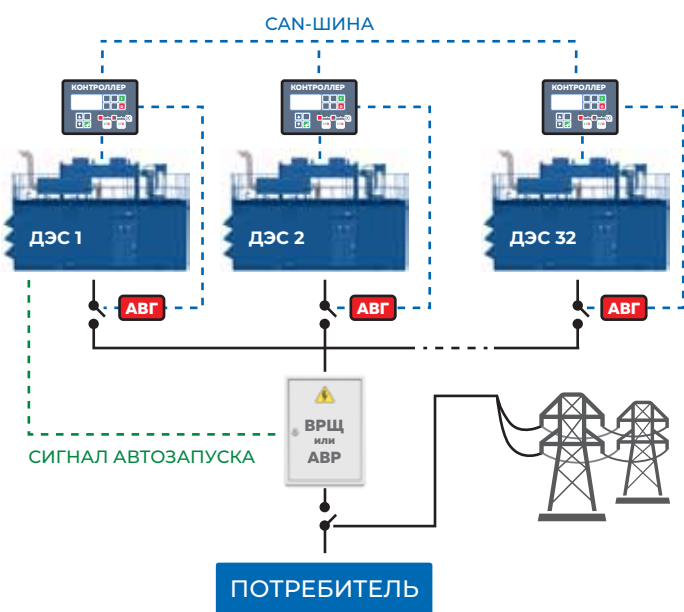 CAN-ШИНА
КОНТРОЛЛЕР
КОНТРОЛЛЕР
КОНТРОЛЛЕР
ДЭС 1
ДЭС 2
ДЭС 32
АВГ
АВГ
АВГ
ВРЩ
или
АВР
СИГНАЛ АВТОЗАПУСКА
ПОТРЕБИТЕЛЬ